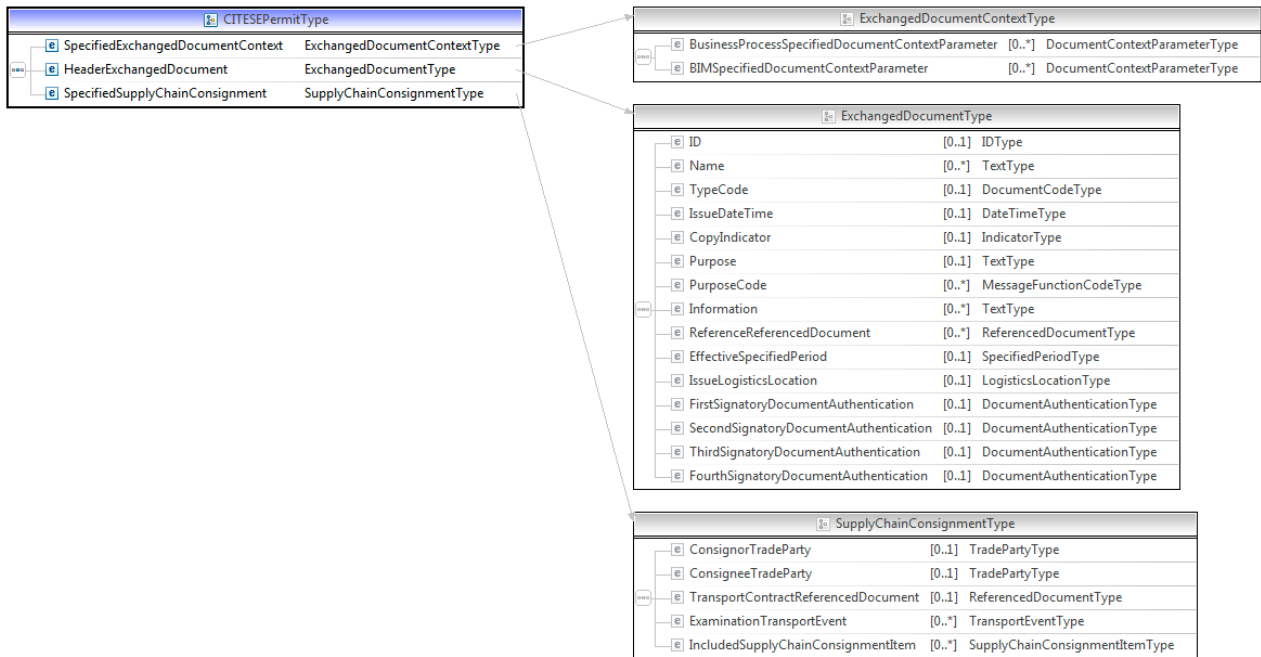 CITESEPermitType
SpecifiedExchangedDocumentContext ExchangedDocumentContextType
HeaderExchangedDocument ExchangedDocumentType
SpecifiedSupplyChainConsignment SupplyChainConsignmentType
ExchangedDocumentContextType
BusinessProcessSpecifiedDocumentContextParameter [0..*] DocumentContextParameterType
BIMSpecifiedDocumentContextParameter [0..*] DocumentContextParameterType
ExchangedDocumentType
ID [0..1] IDType
Name [0..*] TextType
TypeCode [0..1] DocumentCodeType
IssueDateTime [0..1] DateTimeType
CopyIndicator [0..1] IndicatorType
Purpose [0..1] TextType
PurposeCode [0..*] MessageFunctionCodeType
Information [0..*] TextType
ReferenceReferencedDocument [0..*] ReferencedDocumentType
EffectiveSpecifiedPeriod [0..1] SpecifiedPeriodType
IssueLogisticsLocation [0..1] LogisticsLocationType
FirstSignatoryDocumentAuthentication [0..1] DocumentAuthenticationType
SecondSignatoryDocumentAuthentication [0..1] DocumentAuthenticationType
ThirdSignatoryDocumentAuthentication [0..1] DocumentAuthenticationType
FourthSignatoryDocumentAuthentication [0..1] DocumentAuthenticationType
SupplyChainConsignmentType
ConsignorTradeParty [0..1] TradePartyType
ConsigneeTradeParty [0..1] TradePartyType
TransportContractReferencedDocument [0..1] ReferencedDocumentType
ExaminationTransportEvent [0..*] TransportEventType
IncludedSupplyChainConsignmentItem [0..*] SupplyChainConsignmentItemType